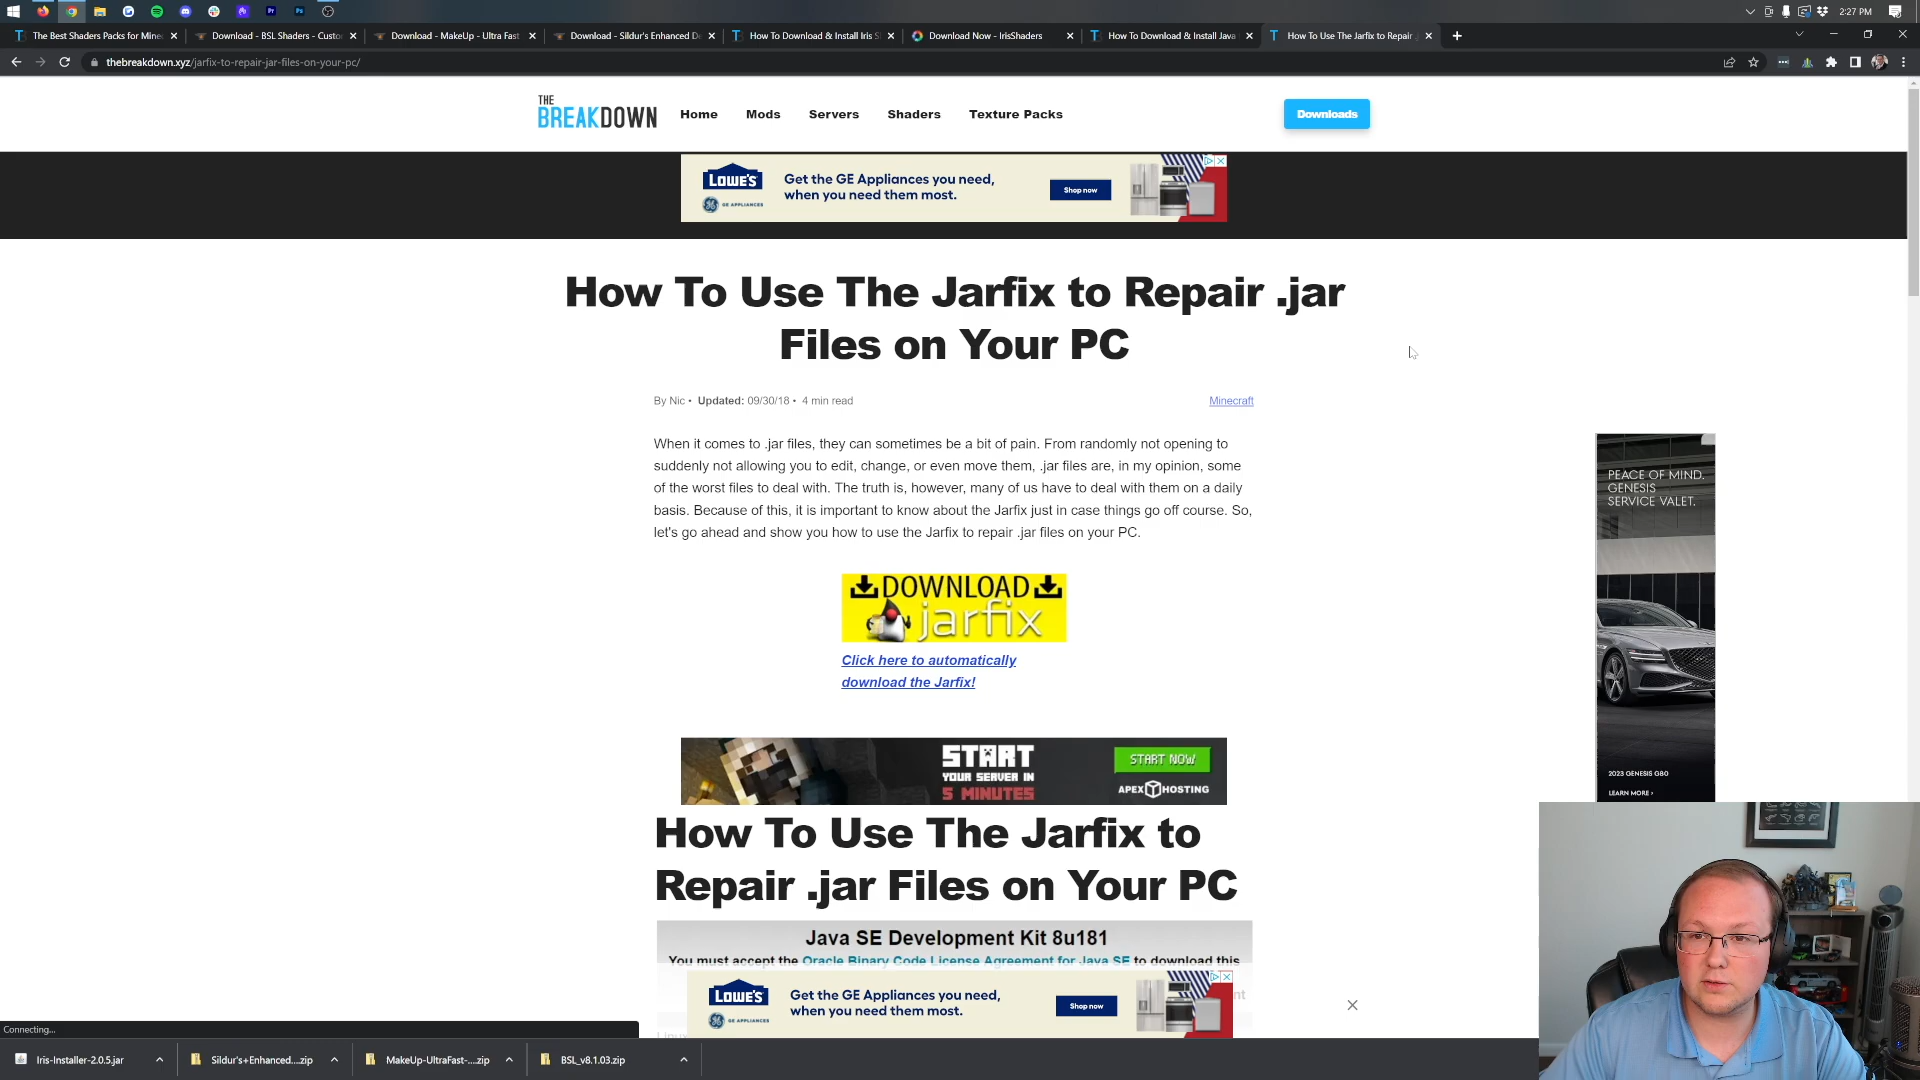 2:27 PM
The Best Shaders Packs for Mine
Download - BSL Shaders - Custo
Download - MakeUp - Ultra Fast
Download - Sildur's Enhanced De
How To Download & Install Iris S
Download Now - IrisShaders
How To Download & Install Java
How To Use The Jarfix to Repair
thebreakdown.xyz/jarfix-to-repair-jar-files-on-your-pc/
THE
BREAKDOWN
Home
Mods
Servers
Shaders
Texture Packs
Downloads
LOWE'S
GE APPLIANCES
Get the GE Appliances you need,
when you need them most.
Shop now
How To Use The Jarfix to Repair .jar
Files on Your PC
By Nic • Updated: 09/30/18 • 4 min read
Minecraft
When it comes to .jar files, they can sometimes be a bit of pain. From randomly not opening to
suddenly not allowing you to edit, change, or even move them, .jar files are, in my opinion, some
of the worst files to deal with. The truth is, however, many of us have to deal with them on a daily
basis. Because of this, it is important to know about the Jarfix just in case things go off course. So,
let's go ahead and show you how to use the Jarfix to repair .jar files on your PC.
DOWNLOAD
jarfix
Click here to automatically
download the Jarfix!
PEACE OF MIND.
GENESIS
SERVICE VALET.
2023 GENESIS G80
LEARN MORE ›
START
YOUR SERVER IN
5 MINUTES
START NOW
APEX HOSTING
How To Use The Jarfix to
Repair .jar Files on Your PC
Java SE Development Kit 8u181
You must accept the Oracle Binary Code License Agreement for Java SE to download this
LOWE'S
GE APPLIANCES
Get the GE Appliances you need,
when you need them most.
Shop now
Connecting...
Iris-Installer-2.0.5.jar
Sildur's+Enhanced....zip
MakeUp-UltraFast-....zip
BSL_v8.1.03.zip